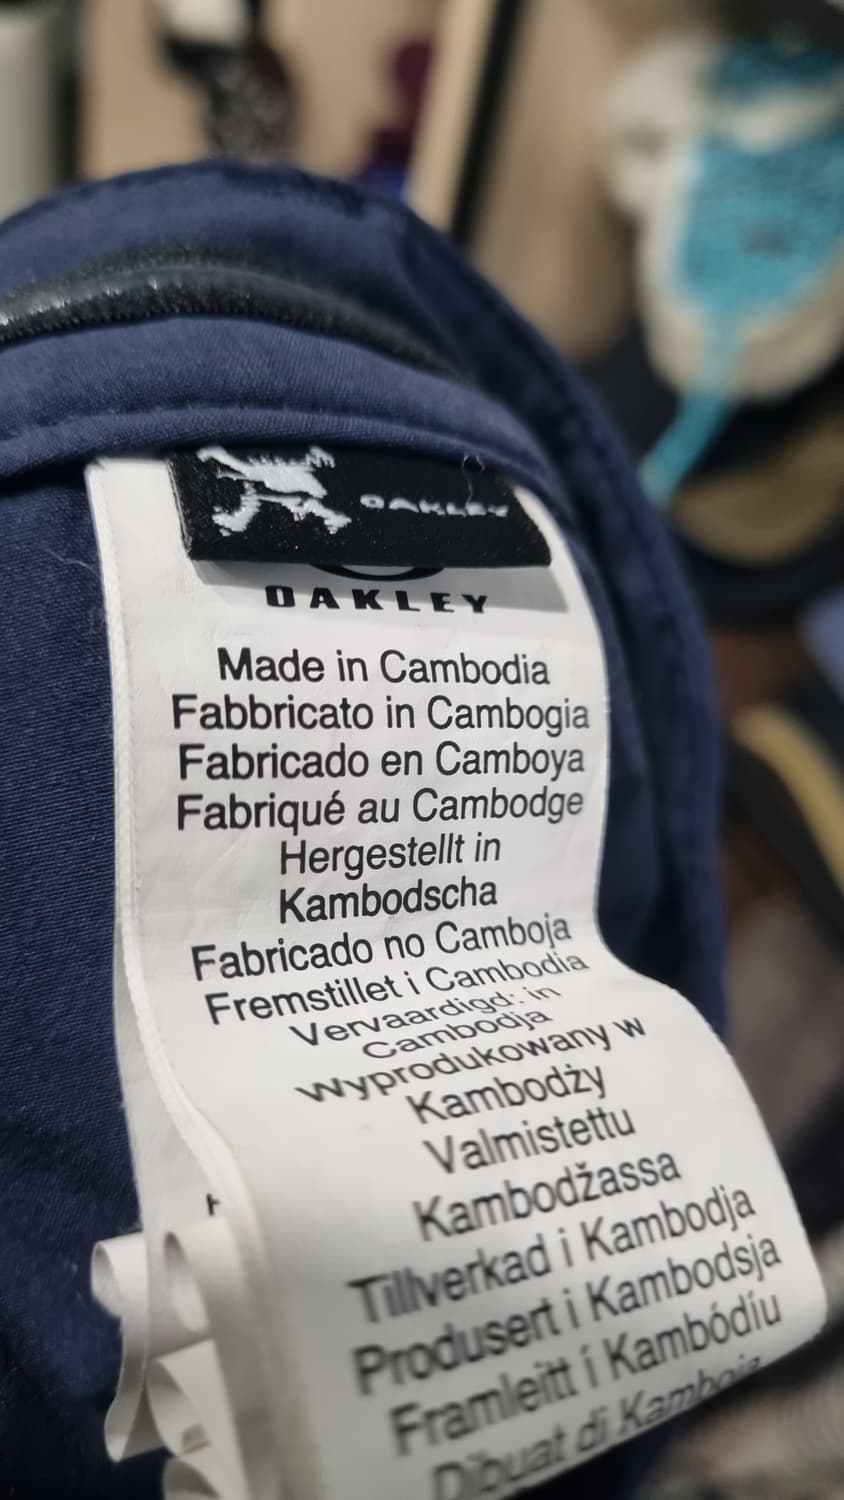 OAKLEY
OAKLEY
Made in Cambodia
Fabbricato in Cambogia
Fabricado en Camboya
Fabriqué au Cambodge
Hergestellt in
Kambodscha
Fabricado no Camboja
Fremstillet i Cambodia
Vervaardigd: in
Cambodja
Wyprodukowany w
Kambodży
Valmistettu
Kambodžassa
Tillverkad i Kambodja
Produsert i Kambodsja
Framleitt í Kambódíu
Dibuat di Kamboja